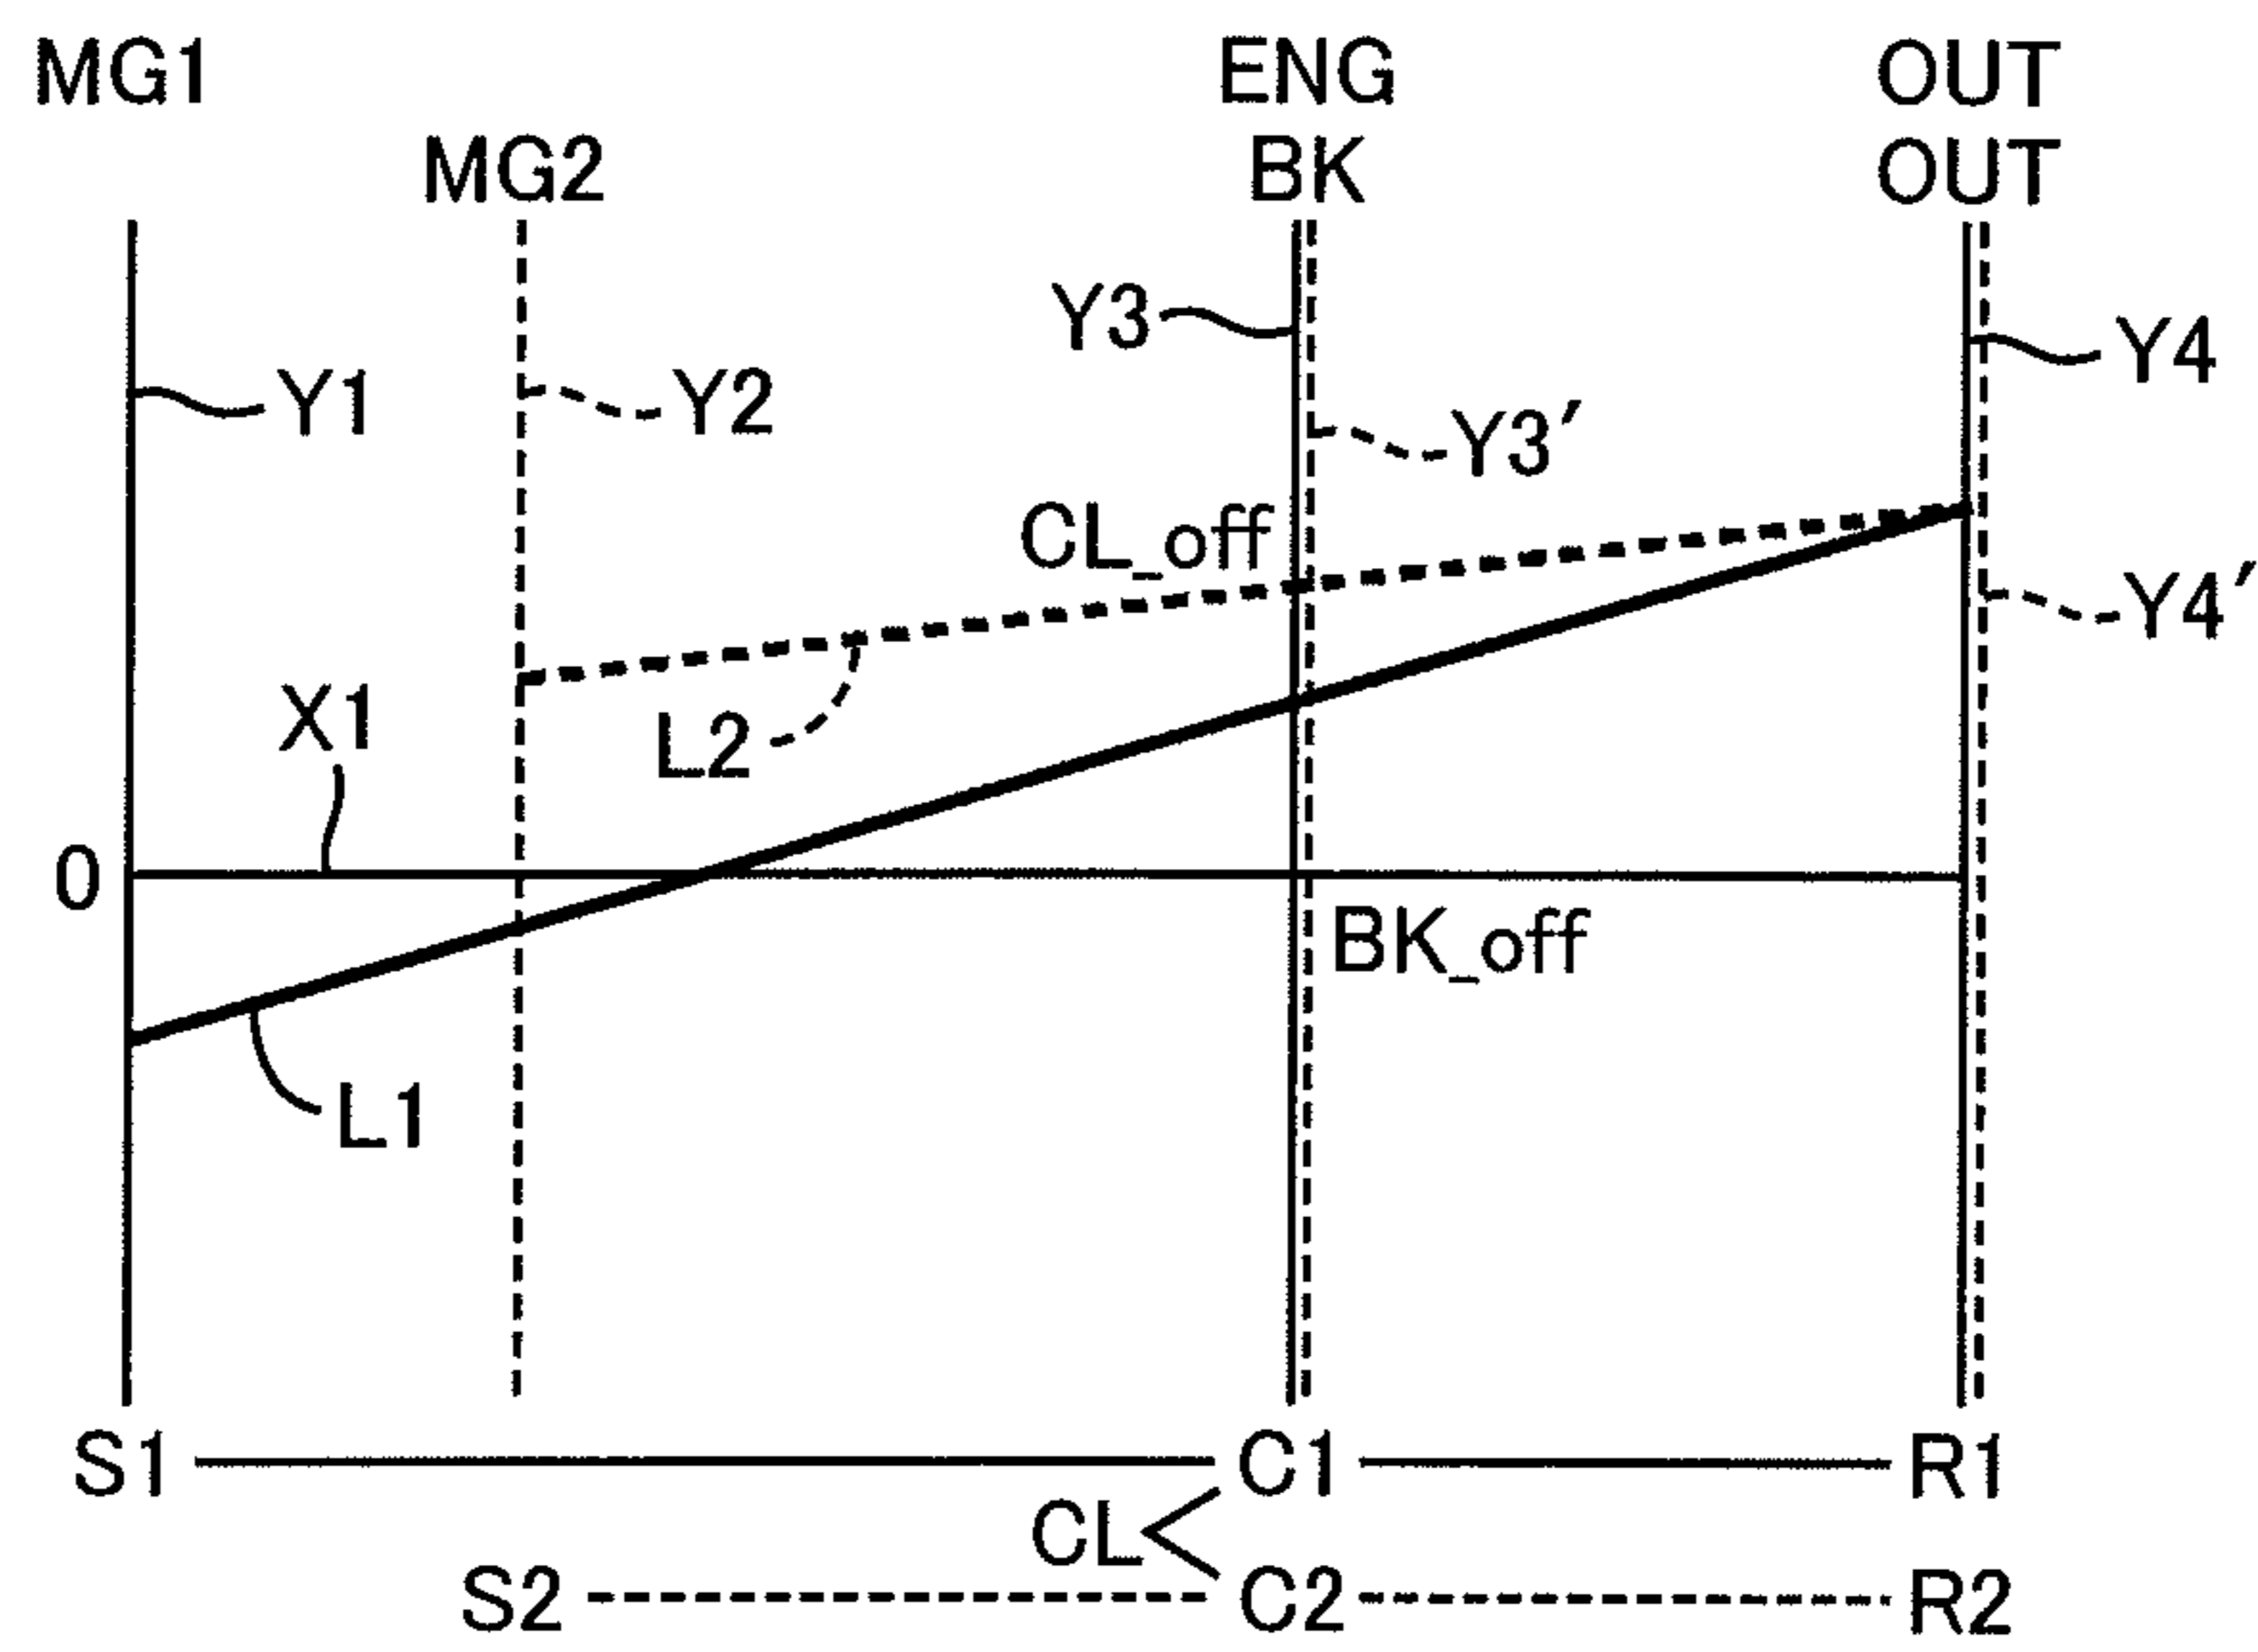 MG1
ENG
OUT
MG2
BK
OUT
Y3
Y4
Y1
Y2
Y3′
CL_off
Y4′
X1
L2
0
BK_off
L1
S1
C1
R1
CL
S2
C2
R2